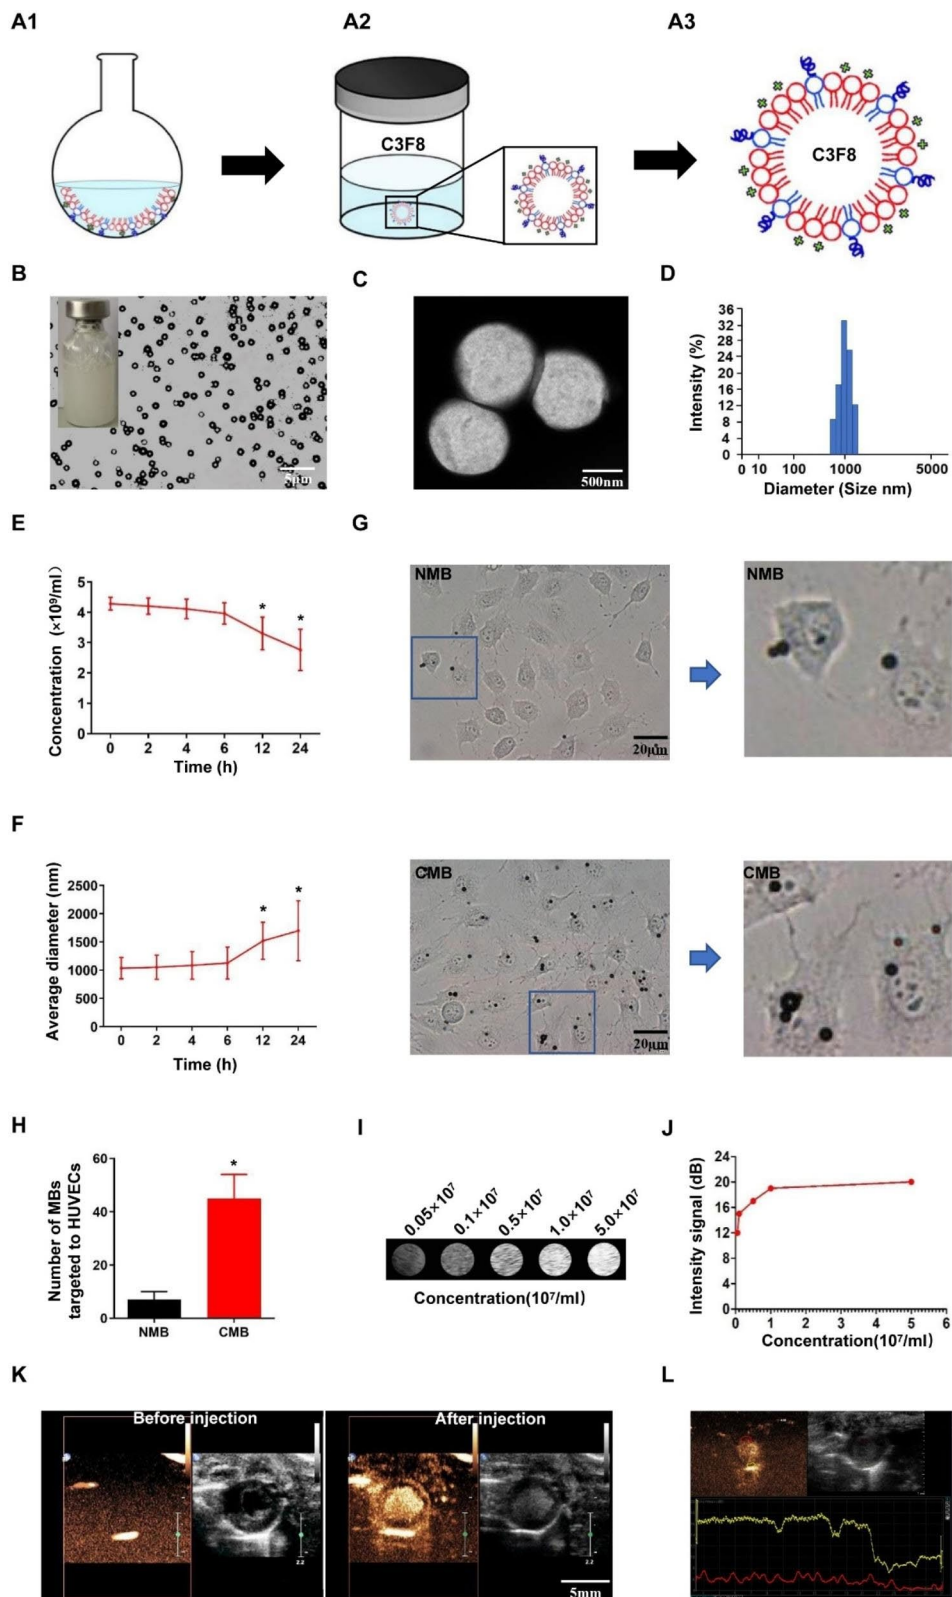 A1
A2
A3
C3F8
C3F8
B
C
D
5μm
500nm
Intensity (%)
36
32
28
24
20
16
12
8
4
0
0 10 100 1000 5000
Diameter (Size nm)
E
Concentration (×10⁹/ml)
5
4
3
2
1
0
* *
0 2 4 6 12 24
Time (h)
G
NMB
20μm
NMB
F
Average diameter (nm)
2500
2000
1500
1000
500
0
* *
0 2 4 6 12 24
Time (h)
CMB
20μm
CMB
H
Number of MBs
targeted to HUVECs
60
40
20
0
*
NMB CMB
I
0.05×10⁷ 0.1×10⁷ 0.5×10⁷ 1.0×10⁷ 5.0×10⁷
Concentration(10⁷/ml)
J
Intensity signal (dB)
24
20
16
12
8
4
0
0 1 2 3 4 5 6
Concentration(10⁷/ml)
K
Before injection
After injection
2.2
2.2
5mm
L